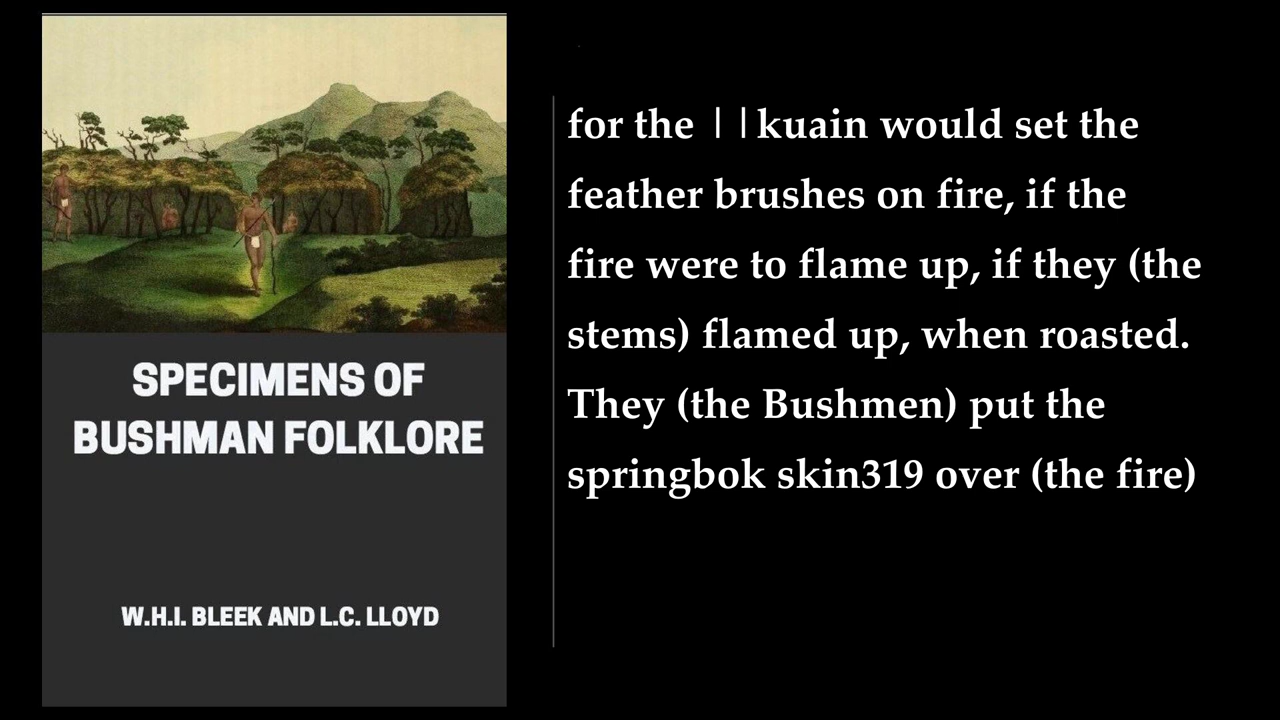 SPECIMENS OF
BUSHMAN FOLKLORE
W.H.I. BLEEK AND L.C. LLOYD
for the ||kuain would set the
feather brushes on fire, if the
fire were to flame up, if they (the
stems) flamed up, when roasted.
They (the Bushmen) put the
springbok skin319 over (the fire)